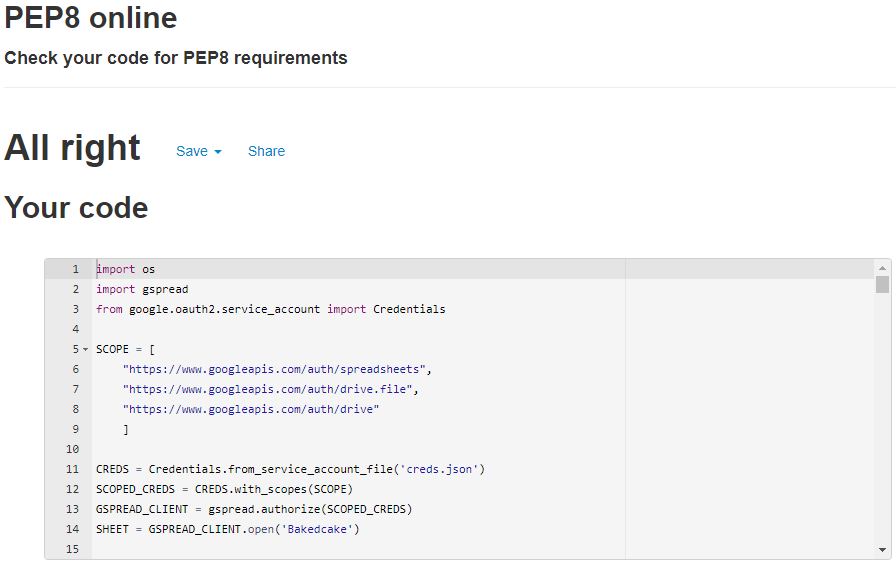 PEP8 online
Check your code for PEP8 requirements
All right Save Share
Your code
1 import os
2 import gspread
3 from google.oauth2.service_account import Credentials
4
5 SCOPE = [
6     "https://www.googleapis.com/auth/spreadsheets",
7     "https://www.googleapis.com/auth/drive.file",
8     "https://www.googleapis.com/auth/drive"
9     ]
10
11 CREDS = Credentials.from_service_account_file('creds.json')
12 SCOPED_CREDS = CREDS.with_scopes(SCOPE)
13 GSPREAD_CLIENT = gspread.authorize(SCOPED_CREDS)
14 SHEET = GSPREAD_CLIENT.open('Bakedcake')
15